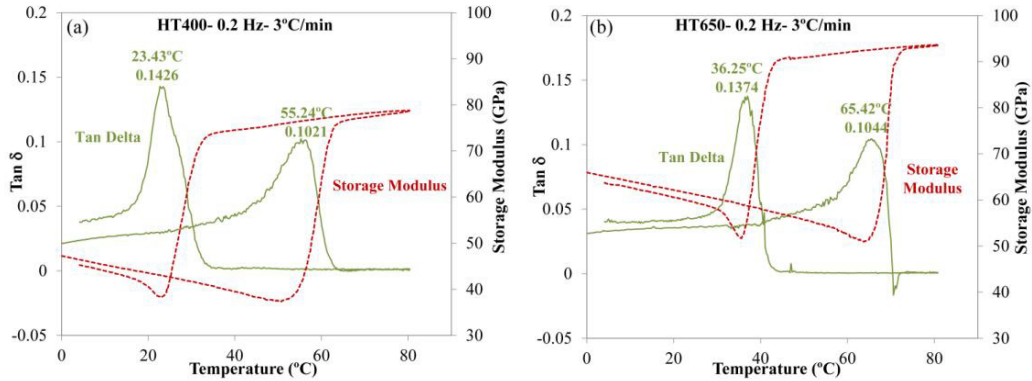 (a)
HT400- 0.2 Hz- 3ºC/min
0.2
0.15
0.1
0.05
0
-0.05
Tan δ
23.43ºC
0.1426
55.24ºC
0.1021
Tan Delta
Storage Modulus
100
90
80
70
60
50
40
30
Storage Modulus (GPa)
0
20
40
60
80
Temperature (ºC)
(b)
HT650- 0.2 Hz- 3ºC/min
0.2
0.15
0.1
0.05
0
-0.05
Tan δ
36.25ºC
0.1374
65.42ºC
0.1044
Tan Delta
Storage
Modulus
100
90
80
70
60
50
40
30
Storage Modulus (GPa)
0
20
40
60
80
Temperature (ºC)